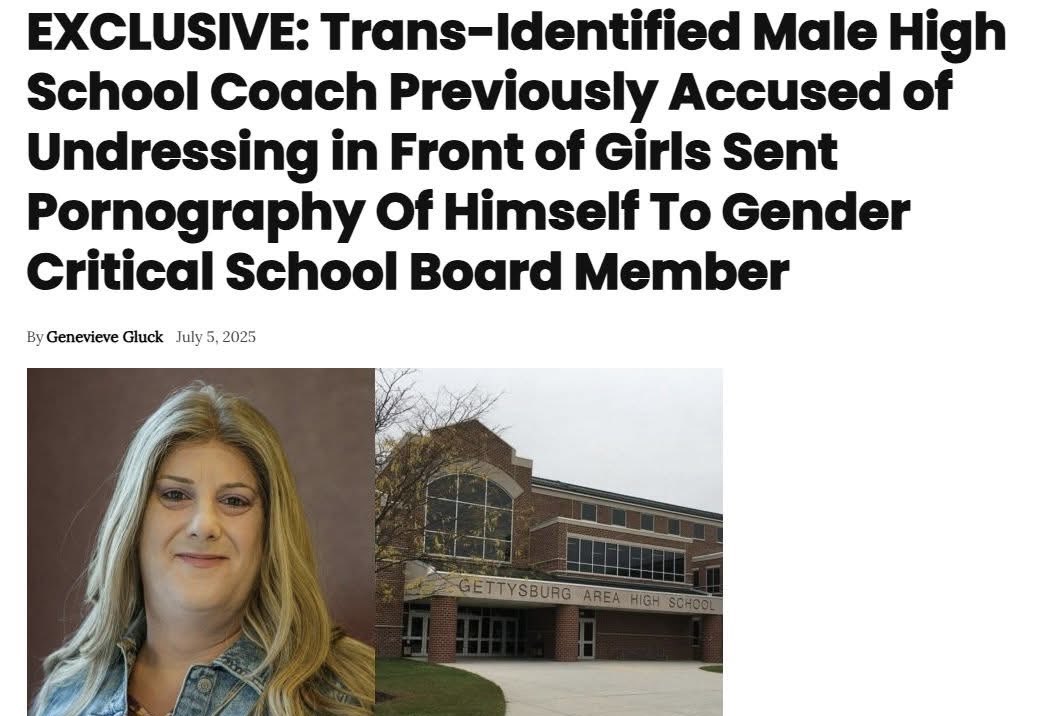 EXCLUSIVE: Trans-Identified Male High
School Coach Previously Accused of
Undressing in Front of Girls Sent
Pornography Of Himself To Gender
Critical School Board Member
By Genevieve Gluck July 5, 2025
GETTYSBURG AREA HIGH SCHOOL